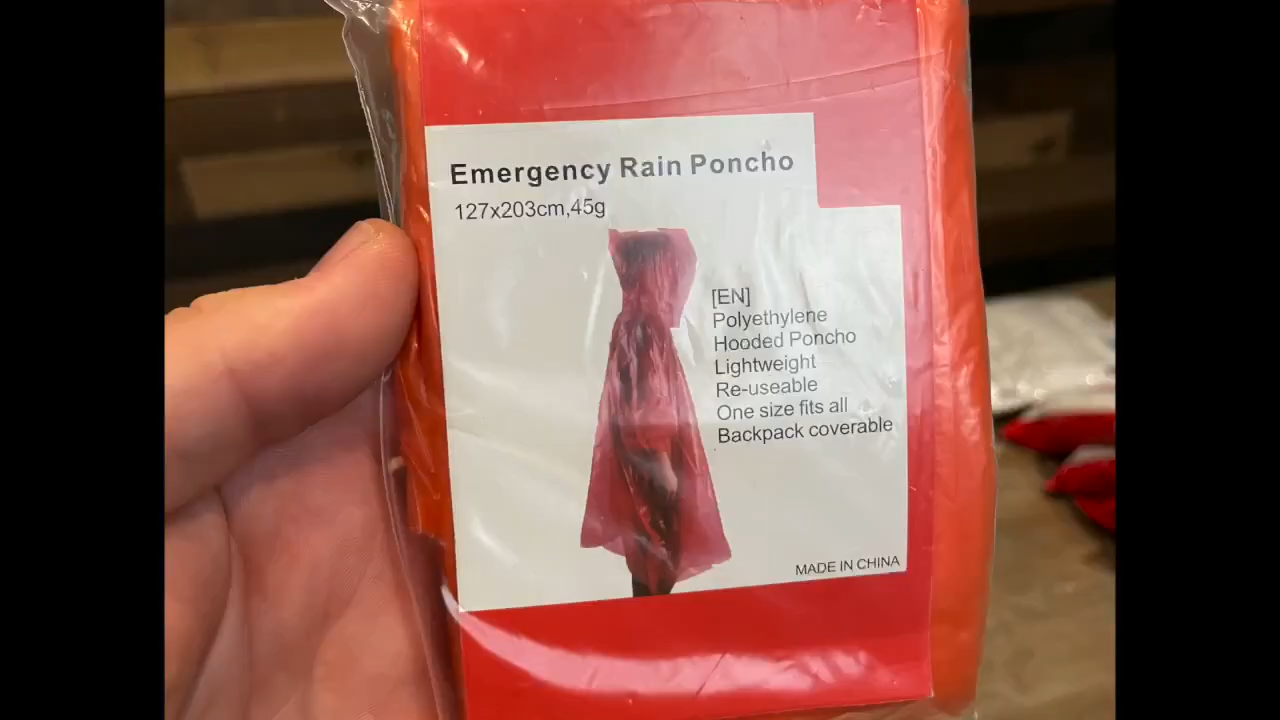 Emergency Rain Poncho
127x203cm,45g
[EN]
Polyethylene
Hooded Poncho
Lightweight
Re-useable
One size fits all
Backpack coverable
MADE IN CHINA